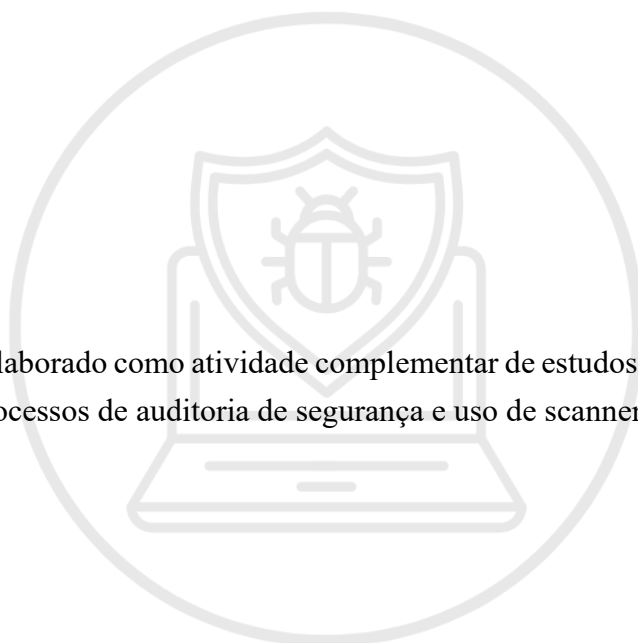 laborado como atividade complementar de estudos
ocessos de auditoria de segurança e uso de scanner